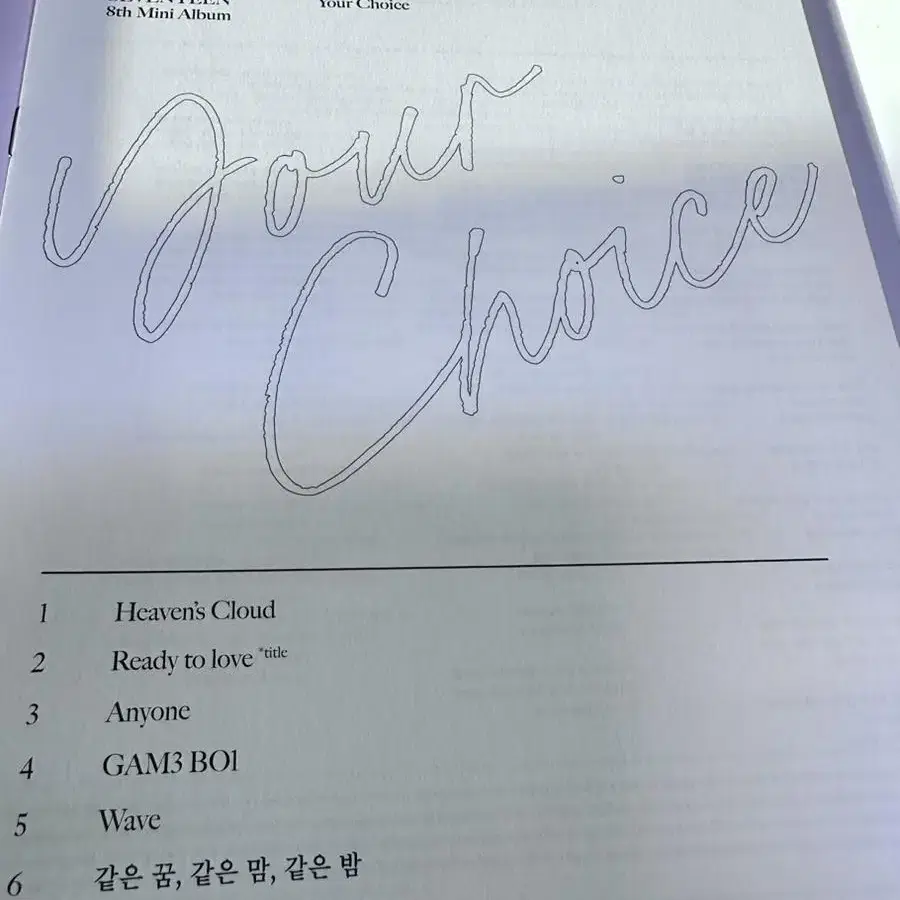 SEVENTEEN
8th Mini Album
Your Choice
Your
Choice
1 Heaven's Cloud
2 Ready to love *title
3 Anyone
4 GAM3 BO1
5 Wave
6 같은 꿈, 같은 맘, 같은 밤